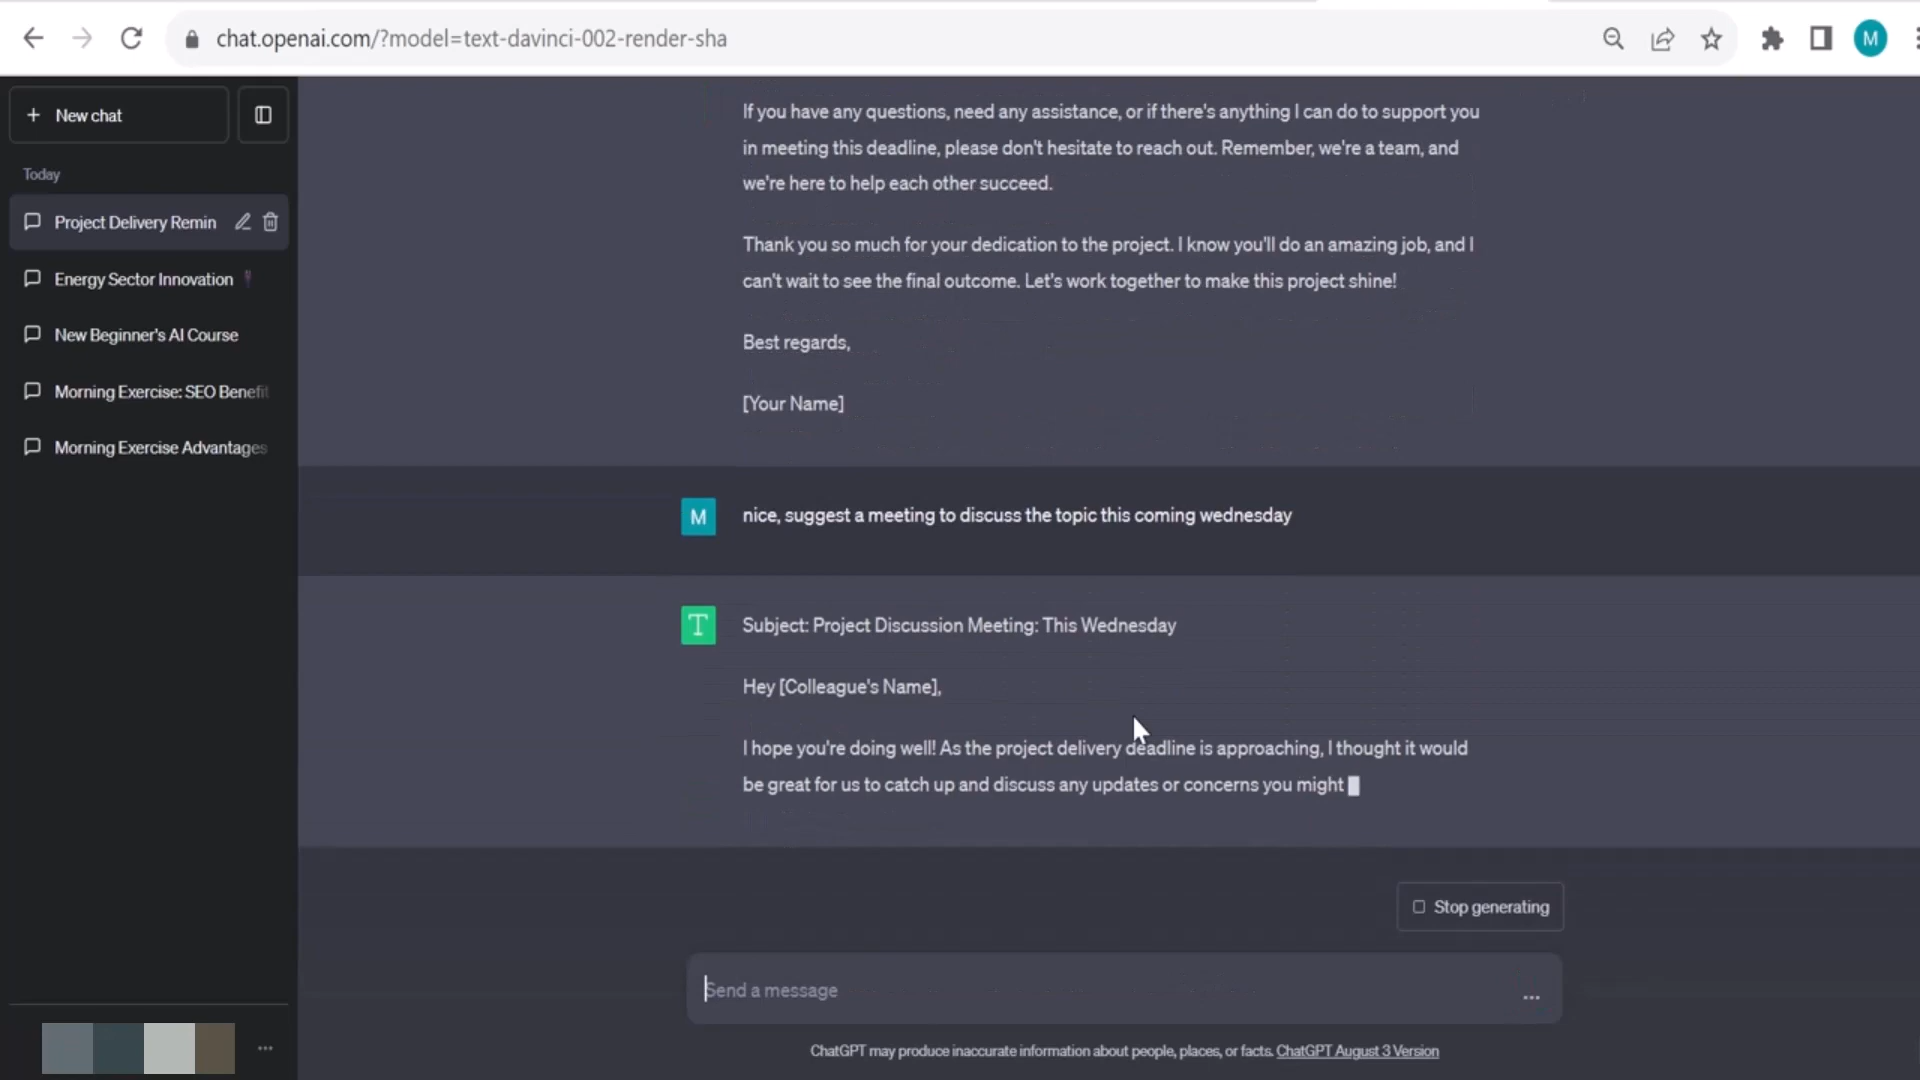 chat.openai.com/?model=text-davinci-002-render-sha
M
New chat
Today
Project Delivery Remin
Energy Sector Innovation
New Beginner's AI Course
Morning Exercise: SEO Benefit
Morning Exercise Advantages
If you have any questions, need any assistance, or if there's anything I can do to support you
in meeting this deadline, please don't hesitate to reach out. Remember, we're a team, and
we're here to help each other succeed.
Thank you so much for your dedication to the project. I know you'll do an amazing job, and I
can't wait to see the final outcome. Let's work together to make this project shine!
Best regards,
[Your Name]
M
nice, suggest a meeting to discuss the topic this coming wednesday
T
Subject: Project Discussion Meeting: This Wednesday
Hey [Colleague's Name],
I hope you're doing well! As the project delivery deadline is approaching, I thought it would
be great for us to catch up and discuss any updates or concerns you might
Stop generating
Send a message
ChatGPT may produce inaccurate information about people, places, or facts. ChatGPT August 3 Version